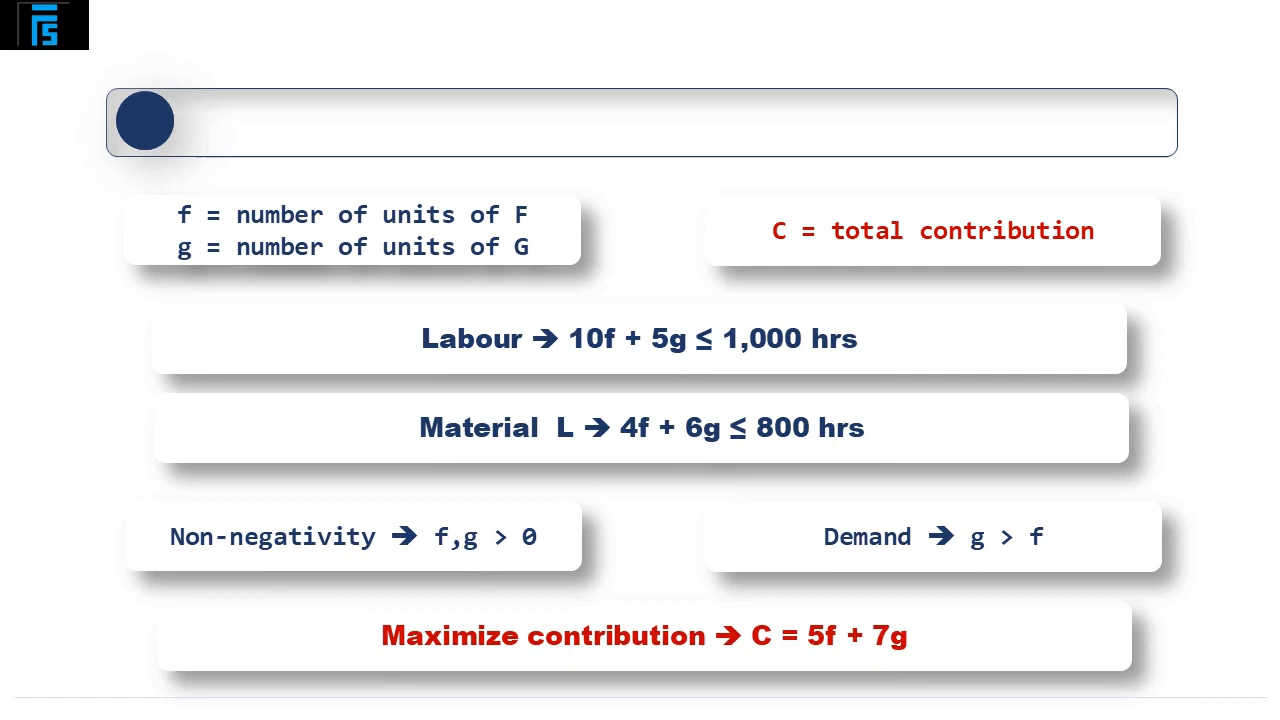 FS
f = number of units of F
g = number of units of G
C = total contribution
Labour ➔ 10f + 5g ≤ 1,000 hrs
Material L ➔ 4f + 6g ≤ 800 hrs
Non-negativity ➔ f,g > 0
Demand ➔ g > f
Maximize contribution ➔ C = 5f + 7g